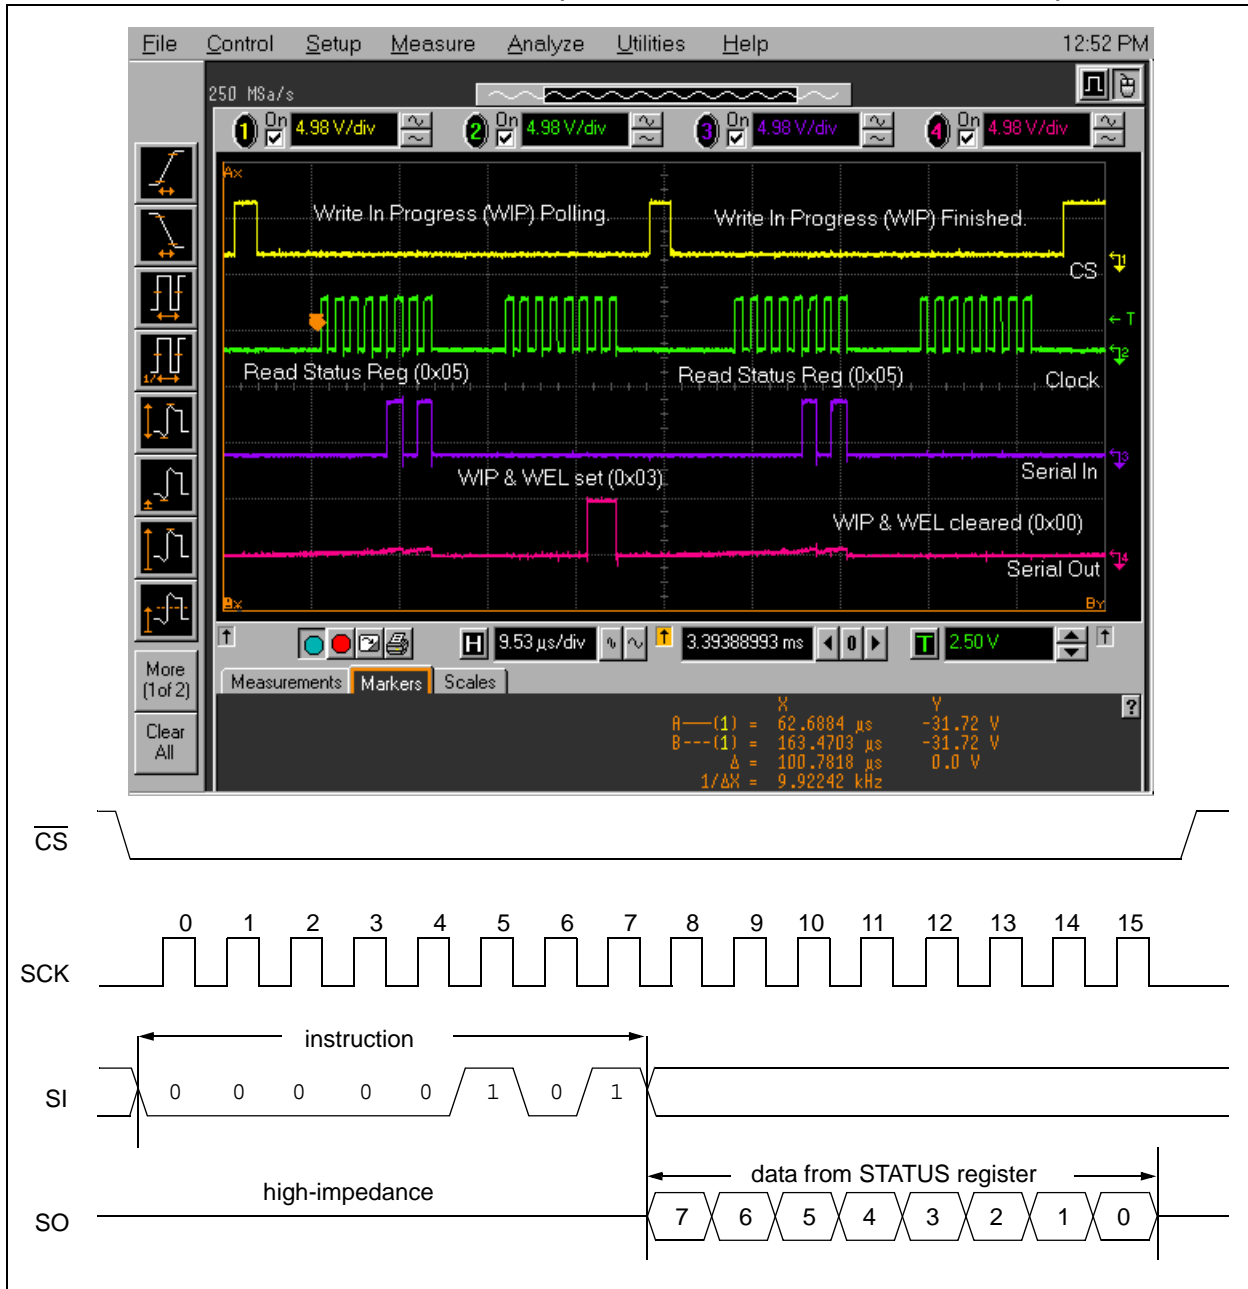 File Control Setup Measure Analyze Utilities Help 12:52 PM
250 MSa/s
1 On 4.98 V/div 2 On 4.98 V/div 3 On 4.98 V/div 4 On 4.98 V/div
Ax
Write In Progress (WIP) Polling. Write In Progress (WIP) Finished.
1
CS
T
2
Read Status Reg (0x05) Read Status Reg (0x05) Clock
1/
3
WIP & WEL set (0x03) Serial In
WIP & WEL cleared (0x00)
4
Serial Out
Bx By
H 9.53 µs/div 3.39388993 ms 0 T 2.50 V
More
(1of 2)
Measurements Markers Scales
?
Clear
All
X Y
A——(1) = 62.6884 µs -31.72 V
B---(1) = 163.4703 µs -31.72 V
Δ = 100.7818 µs 0.0 V
1/ΔX = 9.92242 kHz
CS
0 1 2 3 4 5 6 7 8 9 10 11 12 13 14 15
SCK
instruction
SI 0 0 0 0 0 1 0 1
data from STATUS register
high-impedance
SO 7 6 5 4 3 2 1 0